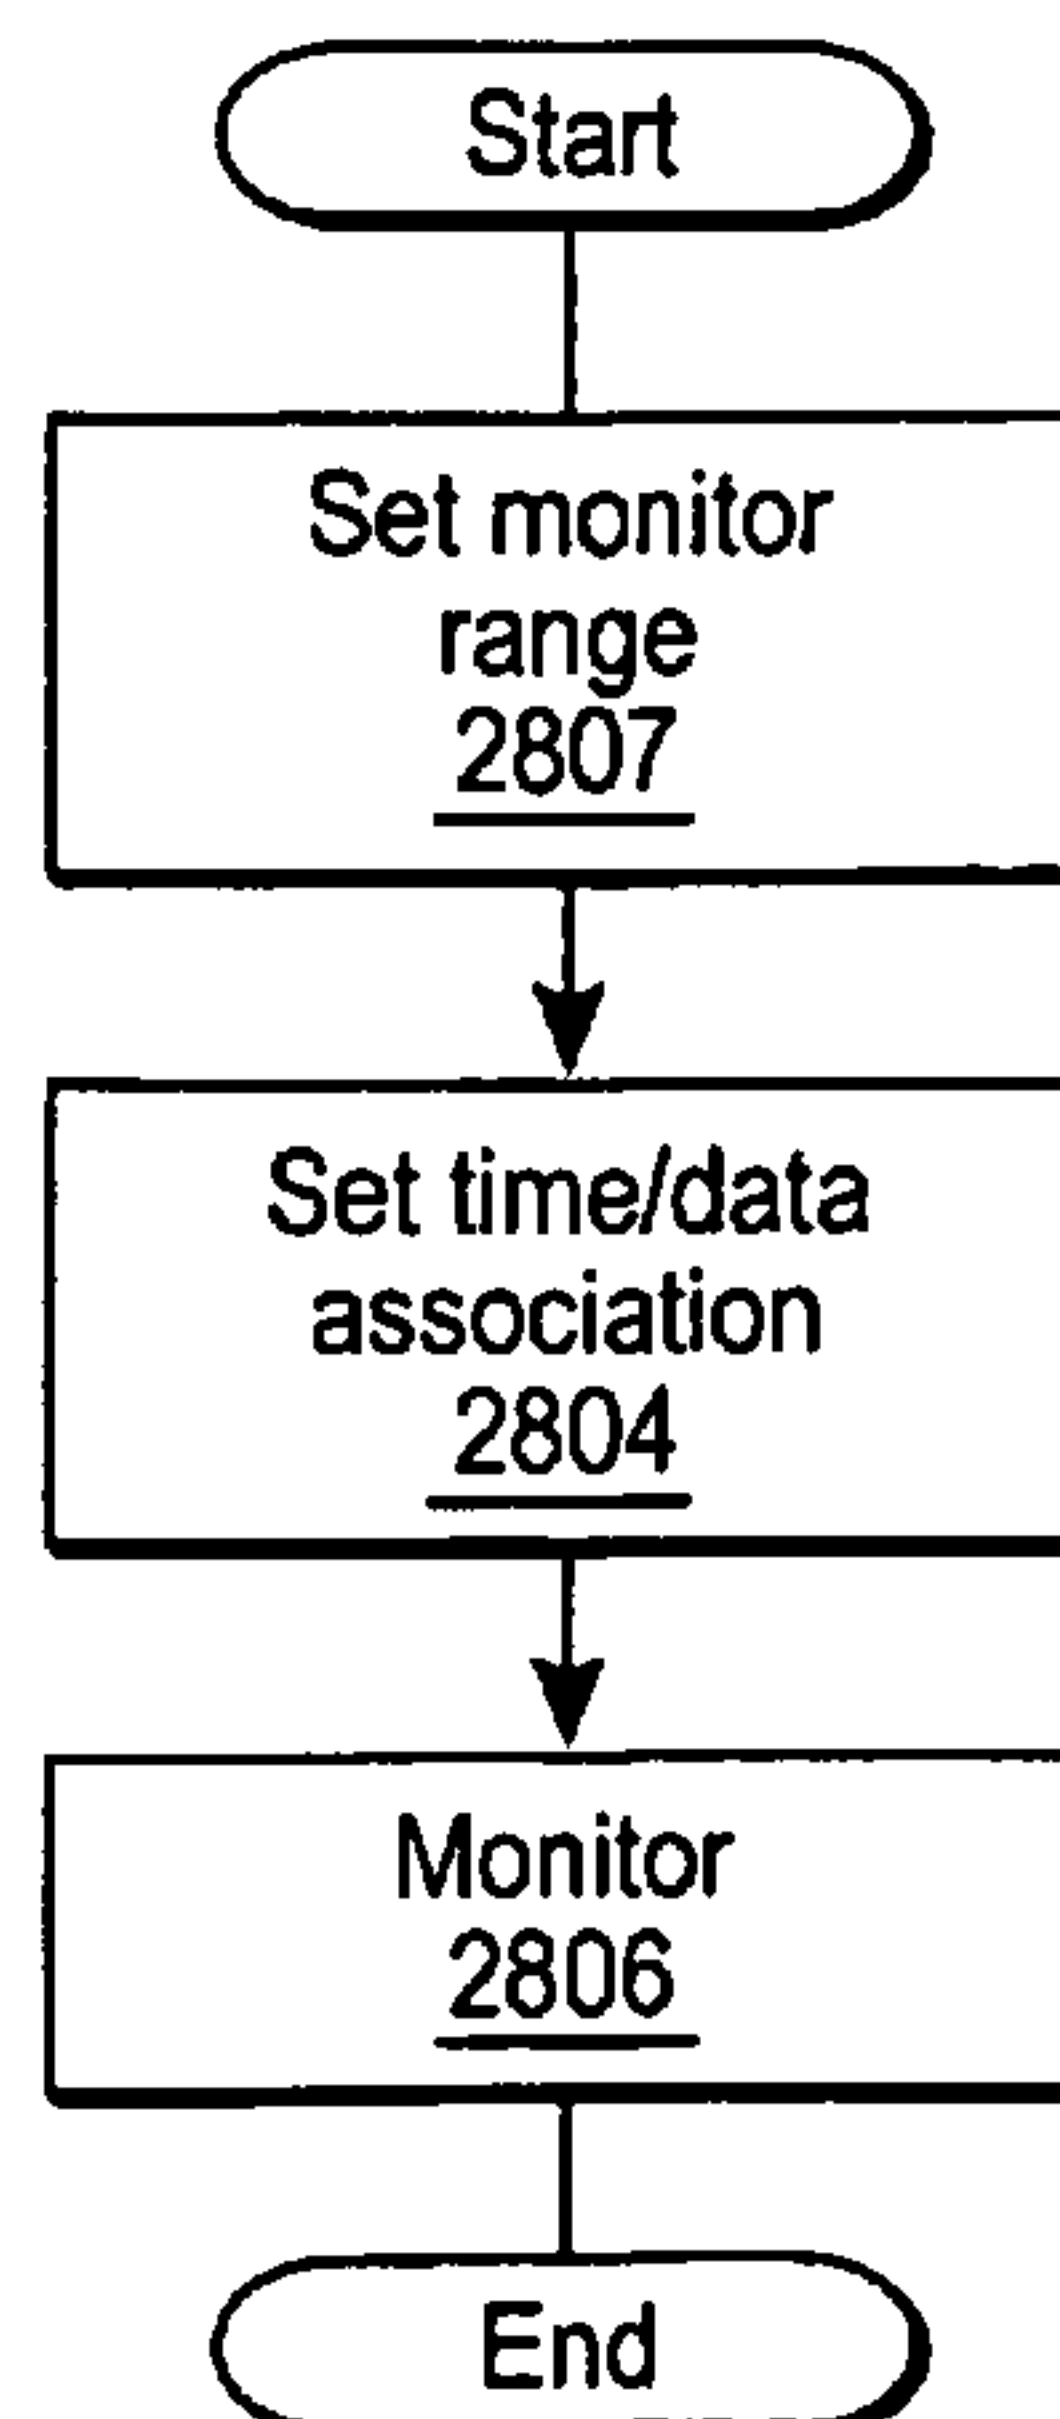 Start
Set monitor
range
2807
Set time/data
association
2804
Monitor
2806
End